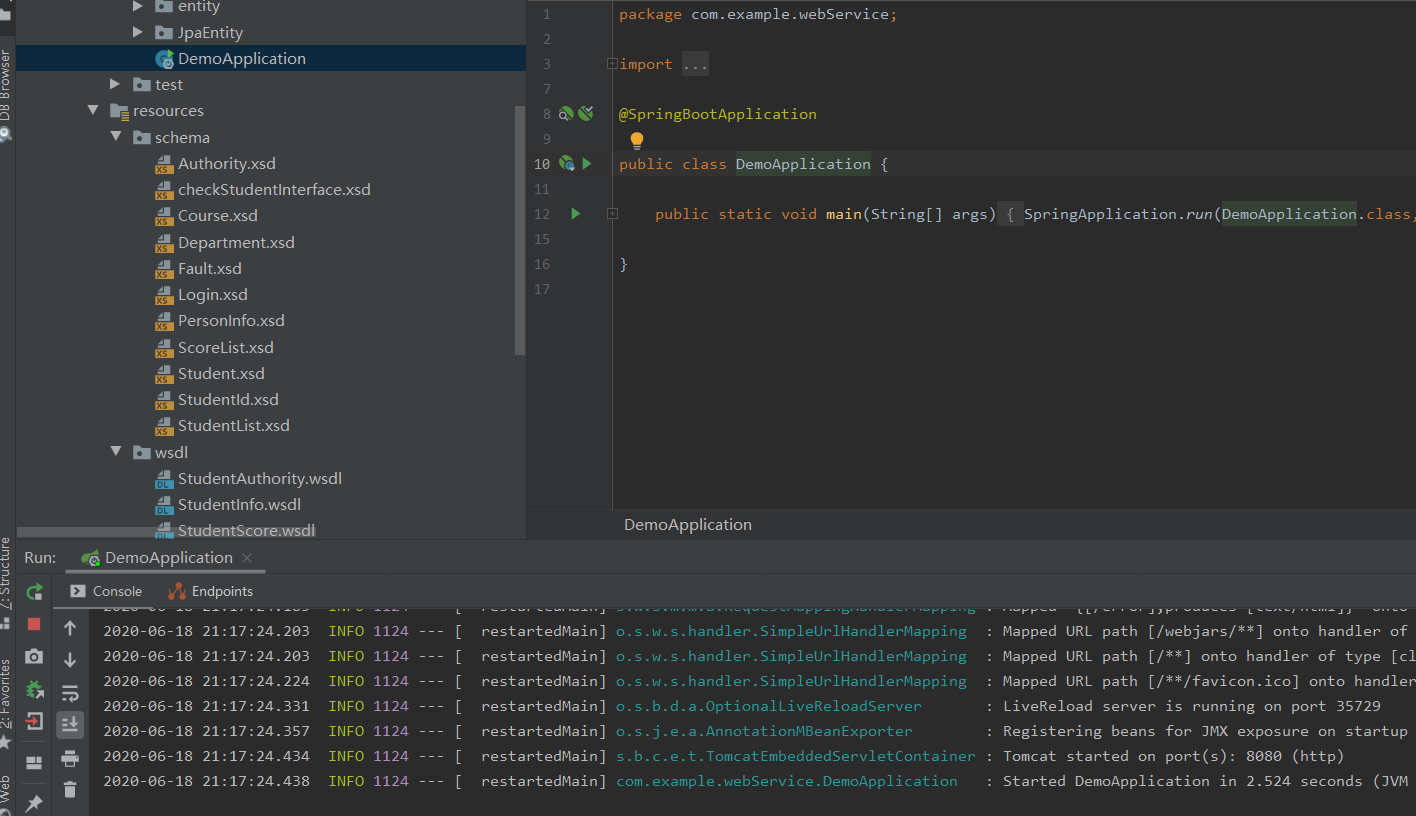 entity
JpaEntity
DemoApplication
test
resources
schema
Authority.xsd
checkStudentInterface.xsd
Course.xsd
Department.xsd
Fault.xsd
Login.xsd
PersonInfo.xsd
ScoreList.xsd
Student.xsd
StudentId.xsd
StudentList.xsd
wsdl
StudentAuthority.wsdl
StudentInfo.wsdl
StudentScore.wsdl
DB Browser
7: Structure
2: Favorites
Web
1 package com.example.webService;
2
3 import ...
7
8 @SpringBootApplication
9
10 public class DemoApplication {
11
12 public static void main(String[] args) { SpringApplication.run(DemoApplication.class,
15
16 }
17
DemoApplication
Run: DemoApplication
Console Endpoints
2020-06-18 21:17:24.203 INFO 1124 --- [ restartedMain] o.s.w.s.handler.SimpleUrlHandlerMapping : Mapped URL path [/webjars/**] onto handler of
2020-06-18 21:17:24.203 INFO 1124 --- [ restartedMain] o.s.w.s.handler.SimpleUrlHandlerMapping : Mapped URL path [/**] onto handler of type [cl
2020-06-18 21:17:24.224 INFO 1124 --- [ restartedMain] o.s.w.s.handler.SimpleUrlHandlerMapping : Mapped URL path [/**/favicon.ico] onto handler
2020-06-18 21:17:24.331 INFO 1124 --- [ restartedMain] o.s.b.d.a.OptionalLiveReloadServer : LiveReload server is running on port 35729
2020-06-18 21:17:24.357 INFO 1124 --- [ restartedMain] o.s.j.e.a.AnnotationMBeanExporter : Registering beans for JMX exposure on startup
2020-06-18 21:17:24.434 INFO 1124 --- [ restartedMain] s.b.c.e.t.TomcatEmbeddedServletContainer : Tomcat started on port(s): 8080 (http)
2020-06-18 21:17:24.438 INFO 1124 --- [ restartedMain] com.example.webService.DemoApplication : Started DemoApplication in 2.524 seconds (JVM